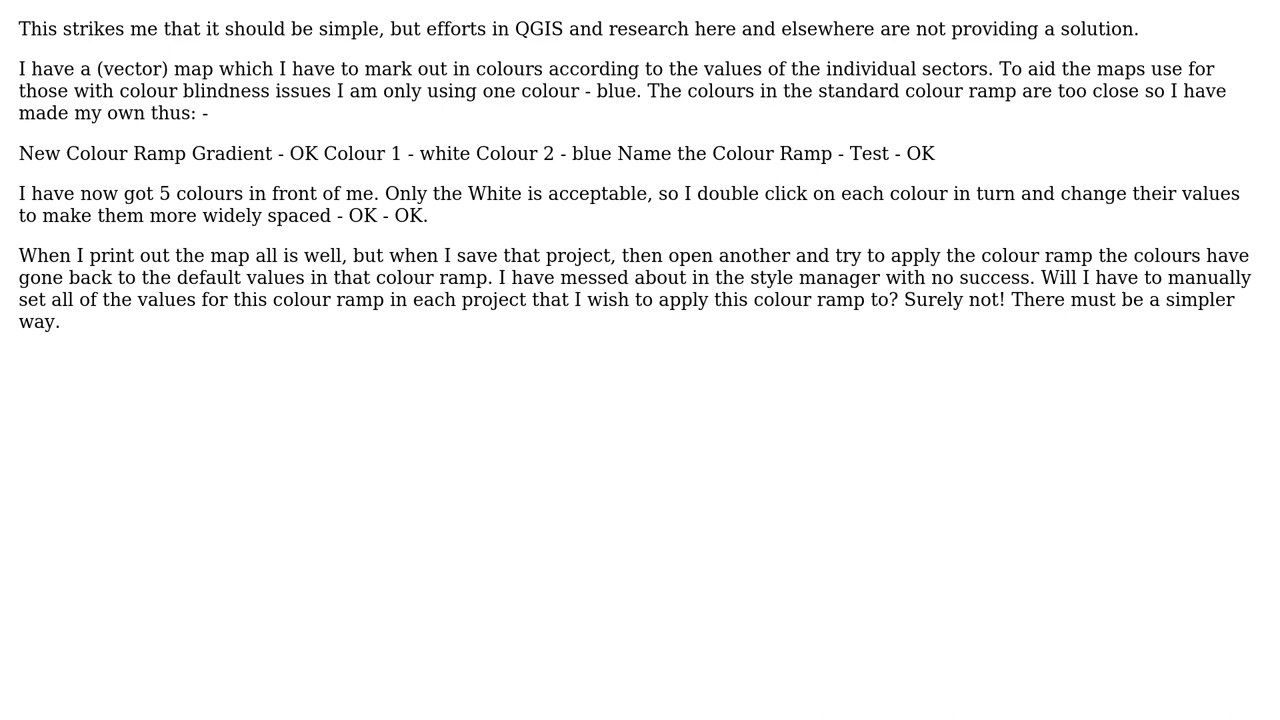 This strikes me that it should be simple, but efforts in QGIS and research here and elsewhere are not providing a solution.
I have a (vector) map which I have to mark out in colours according to the values of the individual sectors. To aid the maps use for
those with colour blindness issues I am only using one colour - blue. The colours in the standard colour ramp are too close so I have
made my own thus: -
New Colour Ramp Gradient - OK Colour 1 - white Colour 2 - blue Name the Colour Ramp - Test - OK
I have now got 5 colours in front of me. Only the White is acceptable, so I double click on each colour in turn and change their values
to make them more widely spaced - OK - OK.
When I print out the map all is well, but when I save that project, then open another and try to apply the colour ramp the colours have
gone back to the default values in that colour ramp. I have messed about in the style manager with no success. Will I have to manually
set all of the values for this colour ramp in each project that I wish to apply this colour ramp to? Surely not! There must be a simpler
way.